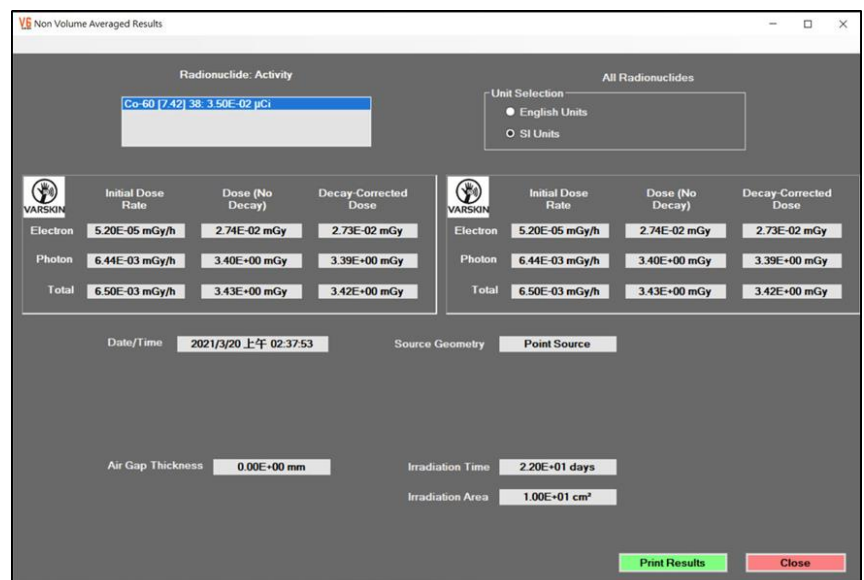 V6 Non Volume Averaged Results
Radionuclide: Activity
Co-60 [7.42] 38: 3.50E-02 µCi
All Radionuclides
Unit Selection
English Units
SI Units
VARSKIN
Initial Dose Rate
Dose (No Decay)
Decay-Corrected Dose
Electron 5.20E-05 mGy/h 2.74E-02 mGy 2.73E-02 mGy
Photon 6.44E-03 mGy/h 3.40E+00 mGy 3.39E+00 mGy
Total 6.50E-03 mGy/h 3.43E+00 mGy 3.42E+00 mGy
VARSKIN
Initial Dose Rate
Dose (No Decay)
Decay-Corrected Dose
Electron 5.20E-05 mGy/h 2.74E-02 mGy 2.73E-02 mGy
Photon 6.44E-03 mGy/h 3.40E+00 mGy 3.39E+00 mGy
Total 6.50E-03 mGy/h 3.43E+00 mGy 3.42E+00 mGy
Date/Time 2021/3/20 上午 02:37:53
Source Geometry Point Source
Air Gap Thickness 0.00E+00 mm
Irradiation Time 2.20E+01 days
Irradiation Area 1.00E+01 cm²
Print Results
Close